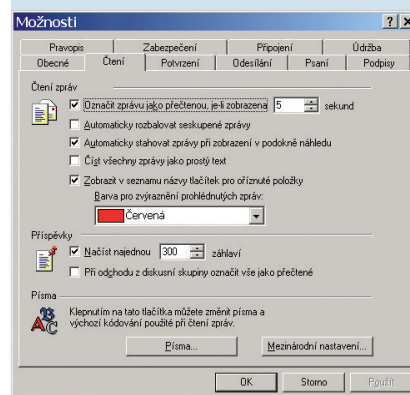 Možnosti
Pravopis Zabezpečení Připojení Údržba
Obecné Čtení Potvrzení Odesílání Psaní Podpisy
Čtení zpráv
Označit zprávu jako přečtenou, je-li zobrazena 5 sekund
Automaticky rozbalovat seskupené zprávy
Automaticky stahovat zprávy při zobrazení v podokně náhledu
Číst všechny zprávy jako prostý text
Zobrazit v seznamu názvy tlačítek pro oříznuté položky
Barva pro zvýraznění prohlédnutých zpráv:
Červená
Příspěvky
Načíst najednou 300 záhlaví
Při odchodu z diskusní skupiny označit vše jako přečtené
Písma
Klepnutím na tato tlačítka můžete změnit písma a
výchozí kódování použité při čtení zpráv.
Písma... Mezinárodní nastavení...
OK Storno Použít